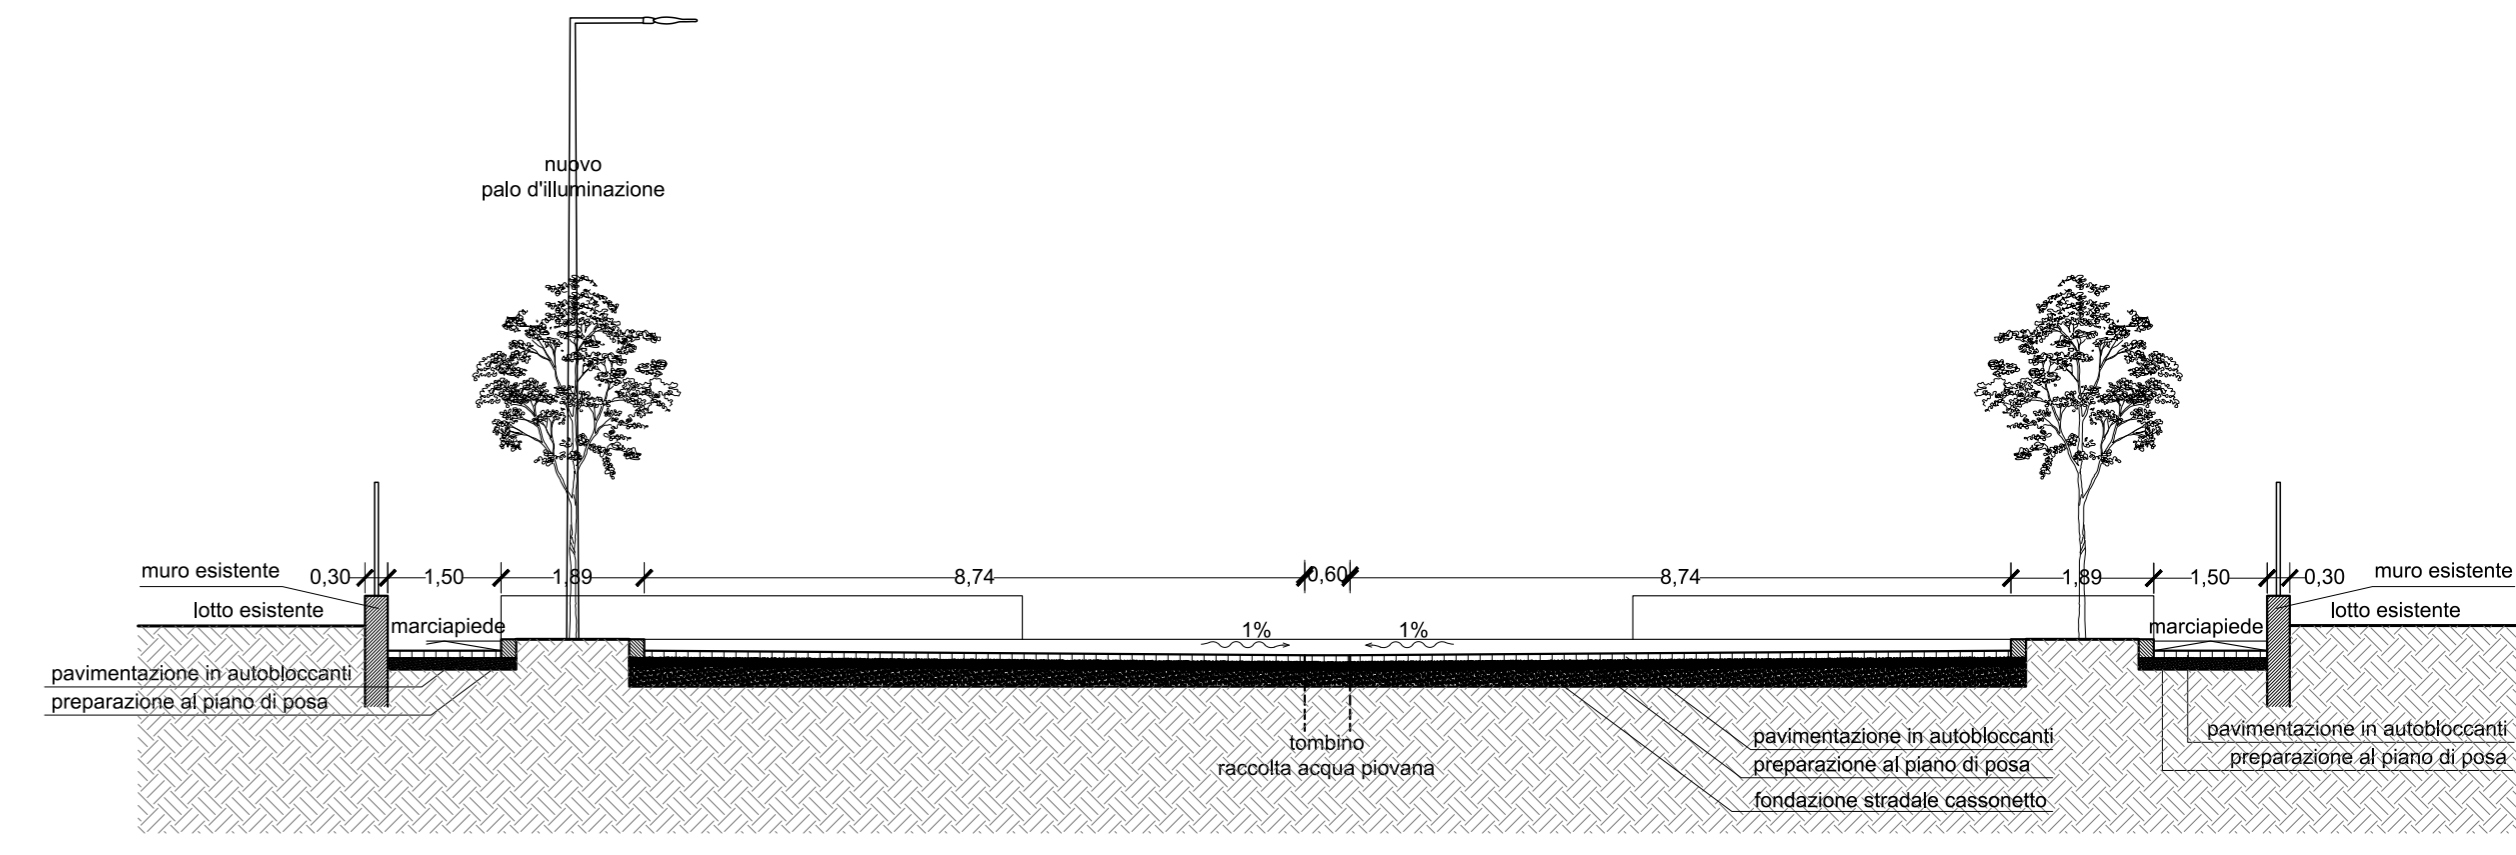 nuovo
palo d'illuminazione
muro esistente
0,30
1,50
1,89
8,74
0,60
8,74
1,89
1,50
0,30
muro esistente
lotto esistente
lotto esistente
marciapiede
1%
1%
marciapiede
pavimentazione in autobloccanti
preparazione al piano di posa
tombino
raccolta acqua piovana
pavimentazione in autobloccanti
preparazione al piano di posa
fondazione stradale cassonetto
pavimentazione in autobloccanti
preparazione al piano di posa